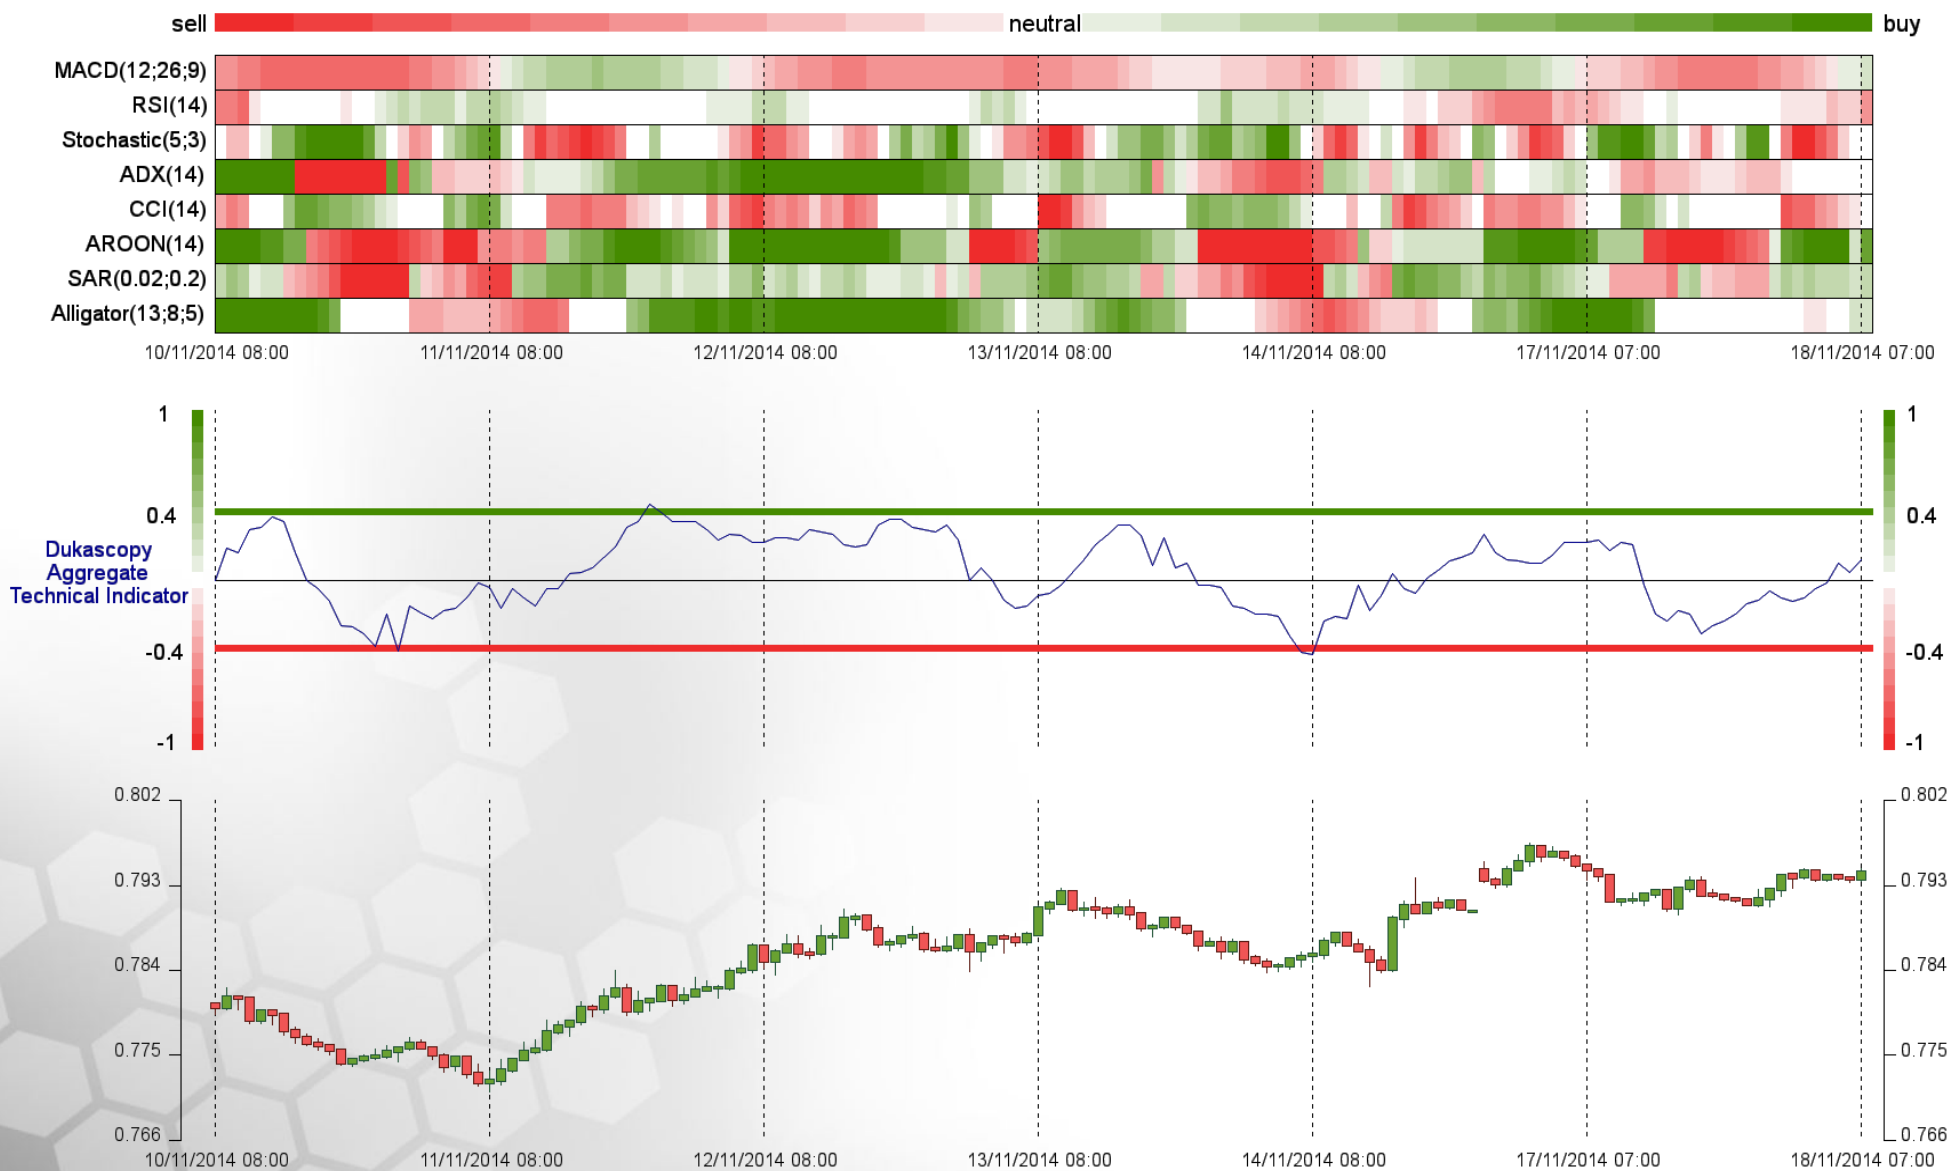 sell neutral buy
MACD(12;26;9)
RSI(14)
Stochastic(5;3)
ADX(14)
CCI(14)
AROON(14)
SAR(0.02;0.2)
Alligator(13;8;5)
10/11/2014 08:00 11/11/2014 08:00 12/11/2014 08:00 13/11/2014 08:00 14/11/2014 08:00 17/11/2014 07:00 18/11/2014 07:00
1 1
0.4 0.4
Dukascopy
Aggregate
Technical Indicator
-0.4 -0.4
-1 -1
0.802 0.802
0.793 0.793
0.784 0.784
0.775 0.775
0.766 0.766
10/11/2014 08:00 11/11/2014 08:00 12/11/2014 08:00 13/11/2014 08:00 14/11/2014 08:00 17/11/2014 07:00 18/11/2014 07:00